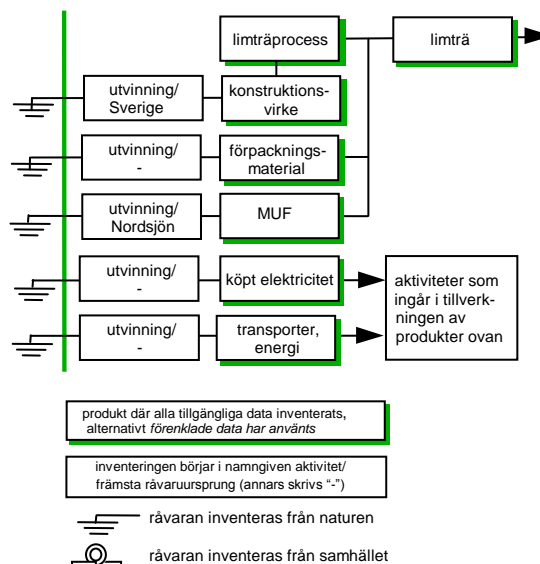 limträprocess
limträ
utvinning/
Sverige
konstruktions-
virke
utvinning/
-
förpacknings-
material
utvinning/
Nordsjön
MUF
utvinning/
-
köpt elektricitet
aktiviteter som
ingår i tillverk-
ningen av
produkter ovan
utvinning/
-
transporter,
energi
produkt där alla tillgängliga data inventerats,
alternativt förenklade data har använts
inventeringen börjar i namngiven aktivitet/
främsta råvaruursprung (annars skrivs “-”)
råvaran inventeras från naturen
råvaran inventeras från samhället